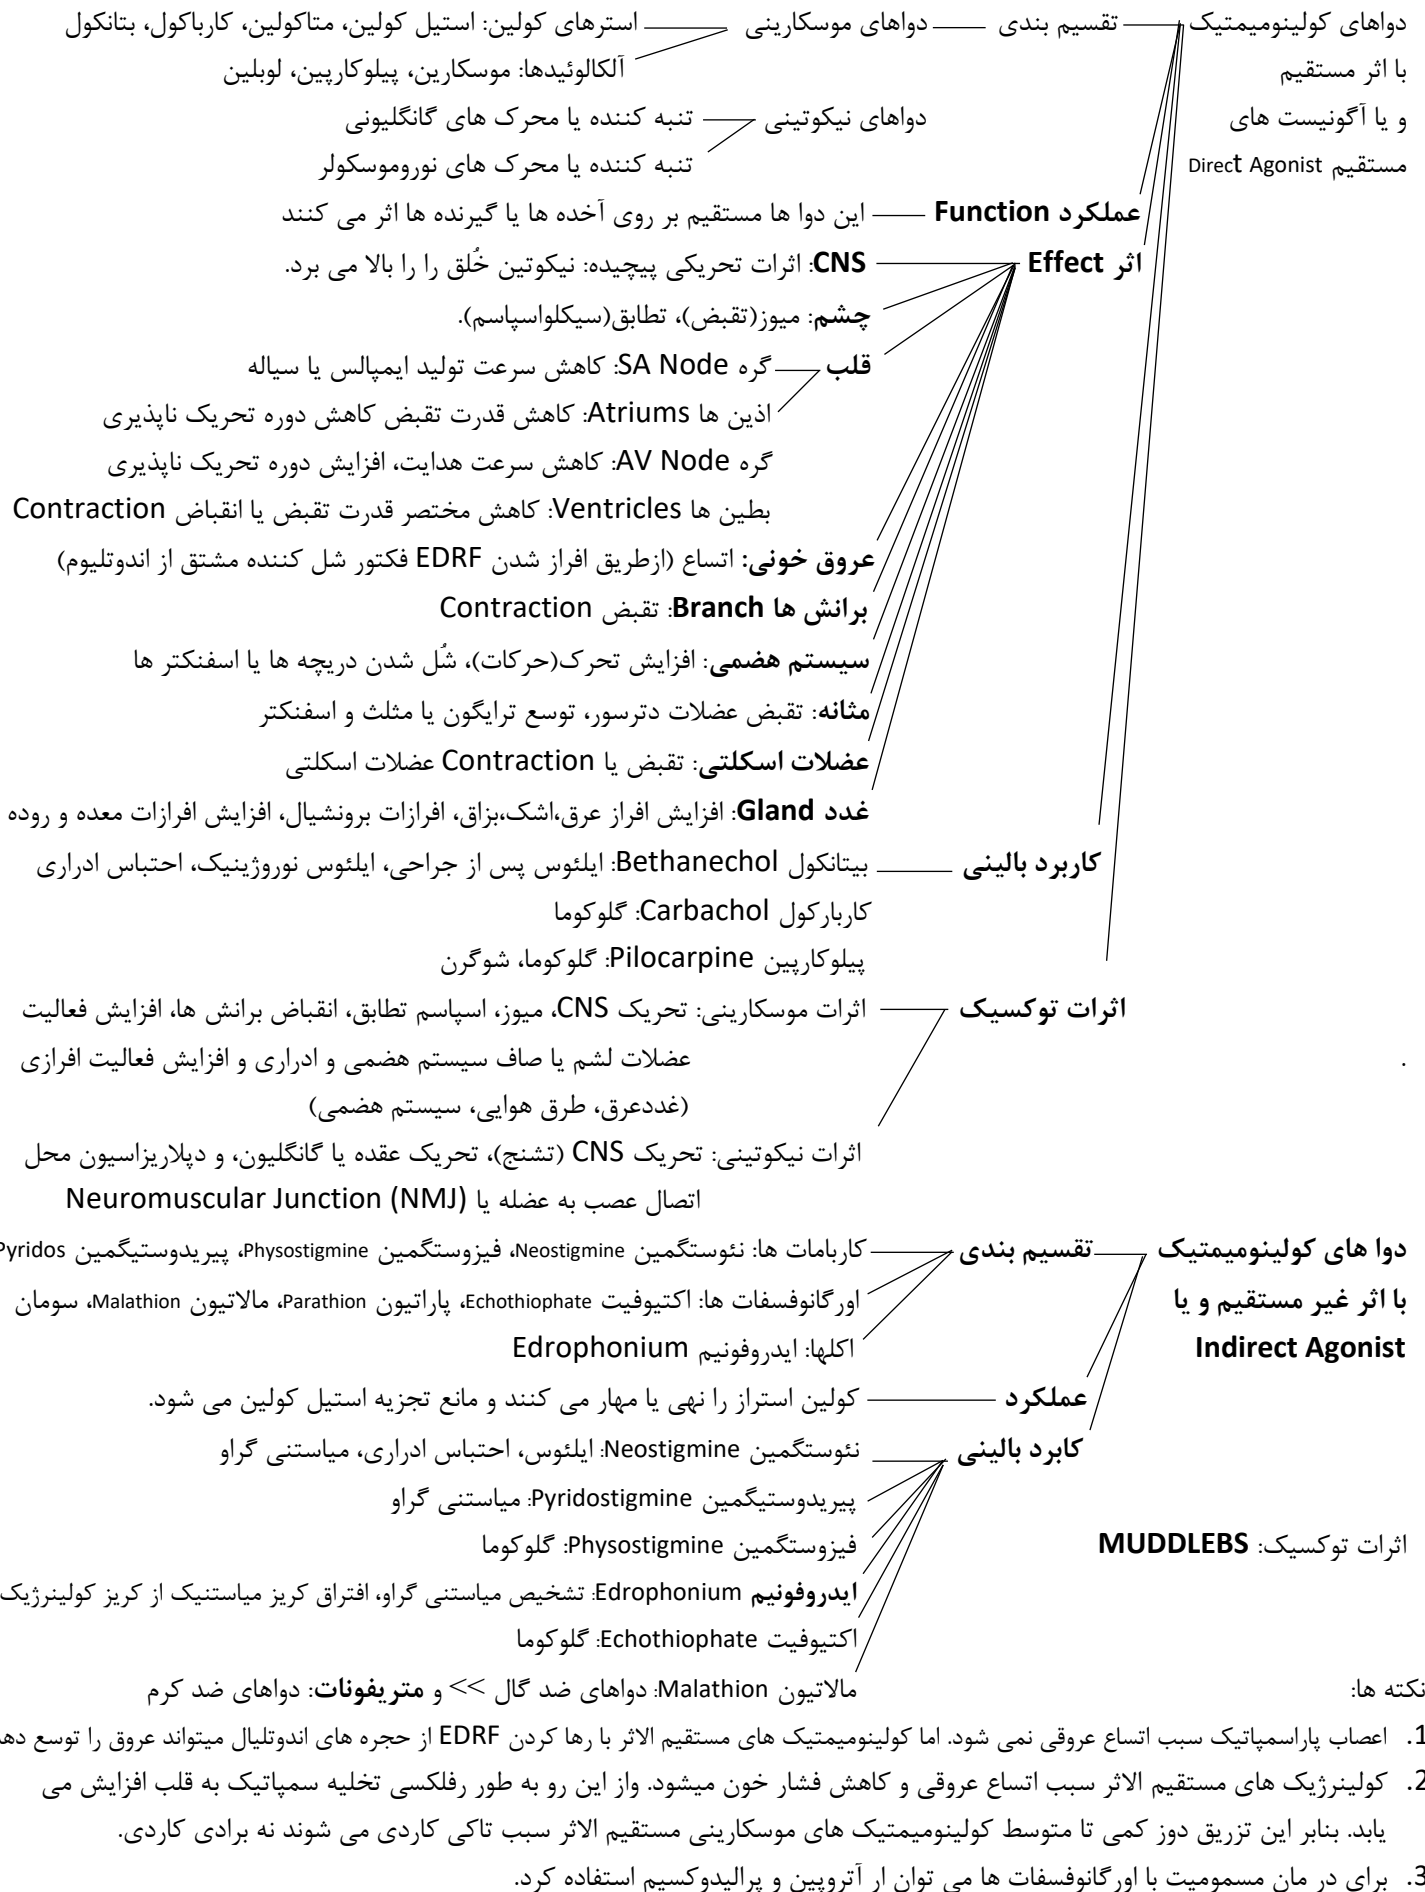 دواهای کولینومیمتیک تقسیم بندی دواهای موسکارینی استرهای کولین: استیل کولین، متاکولین، کارباکول، بتانکول
با اثر مستقیم آلکالوئیدها: موسکارین، پیلوکارپین، لوبلین
و یا آگونیست های دواهای نیکوتینی تنبه کننده یا محرک های گانگلیونی
مستقیم Direct Agonist تنبه کننده یا محرک های نوروموسکولر
عملکرد Function این دوا ها مستقیم بر روی آخده ها یا گیرنده ها اثر می کنند
اثر Effect CNS: اثرات تحریکی پیچیده: نیکوتین خُلق را را بالا می برد.
چشم: میوز(تقبض)، تطابق(سیکلواسپاسم).
قلب گره SA Node: کاهش سرعت تولید ایمپالس یا سیاله
اذین ها Atriums: کاهش قدرت تقبض کاهش دوره تحریک ناپذیری
گره AV Node: کاهش سرعت هدایت، افزایش دوره تحریک ناپذیری
بطین ها Ventricles: کاهش مختصر قدرت تقبض یا انقباض Contraction
عروق خونی: اتساع (ازطریق افراز شدن EDRF فکتور شل کننده مشتق از اندوتلیوم)
برانش ها Branch: تقبض Contraction
سیستم هضمی: افزایش تحرک(حرکات)، شُل شدن دریچه ها یا اسفنکتر ها
مثانه: تقبض عضلات دترسور، توسع ترایگون یا مثلث و اسفنکتر
عضلات اسکلتی: تقبض یا Contraction عضلات اسکلتی
غدد Gland: افزایش افراز عرق،اشک،بزاق، افرازات برونشیال، افزایش افرازات معده و روده
کاربرد بالینی بیتانکول Bethanechol: ایلئوس پس از جراحی، ایلئوس نوروژینیک، احتباس ادراری
کاربارکول Carbachol: گلوکوما
پیلوکارپین Pilocarpine: گلوکوما، شوگرن
اثرات توکسیک اثرات موسکارینی: تحریک CNS، میوز، اسپاسم تطابق، انقباض برانش ها، افزایش فعالیت
. عضلات لشم یا صاف سیستم هضمی و ادراری و افزایش فعالیت افرازی
(غددعرق، طرق هوایی، سیستم هضمی)
اثرات نیکوتینی: تحریک CNS (تشنج)، تحریک عقده یا گانگلیون، و دپلاریزاسیون محل
اتصال عصب به عضله یا Neuromuscular Junction (NMJ)
دوا های کولینومیمتیک تقسیم بندی کاربامات ها: نئوستگمین Neostigmine، فیزوستگمین Physostigmine، پیریدوستیگمین Pyridos
با اثر غیر مستقیم و یا اورگانوفسفات ها: اکتیوفیت Echothiophate، پاراتیون Parathion، مالاتیون Malathion، سومان
Indirect Agonist اکلها: ایدروفونیم Edrophonium
عملکرد کولین استراز را نهی یا مهار می کنند و مانع تجزیه استیل کولین می شود.
کابرد بالینی نئوستگمین Neostigmine: ایلئوس، احتباس ادراری، میاستنی گراو
پیریدوستیگمین Pyridostigmine: میاستنی گراو
اثرات توکسیک: MUDDLEBS فیزوستگمین Physostigmine: گلوکوما
ایدروفونیم Edrophonium: تشخیص میاستنی گراو، افتراق کریز میاستنیک از کریز کولینرژیک
اکتیوفیت Echothiophate: گلوکوما
نکته ها: مالاتیون Malathion: دواهای ضد گال >> و متریفونات: دواهای ضد کرم
1. اعصاب پاراسمپاتیک سبب اتساع عروقی نمی شود. اما کولینومیمتیک های مستقیم الاثر با رها کردن EDRF از حجره های اندوتلیال میتواند عروق را توسع دهد
2. کولینرژیک های مستقیم الاثر سبب اتساع عروقی و کاهش فشار خون میشود. واز این رو به طور رفلکسی تخلیه سمپاتیک به قلب افزایش می
یابد. بنابر این تزریق دوز کمی تا متوسط کولینومیمتیک های موسکارینی مستقیم الاثر سبب تاکی کاردی می شوند نه برادی کاردی.
3. برای در مان مسمومیت با اورگانوفسفات ها می توان ار آتروپین و پرالیدوکسیم استفاده کرد.